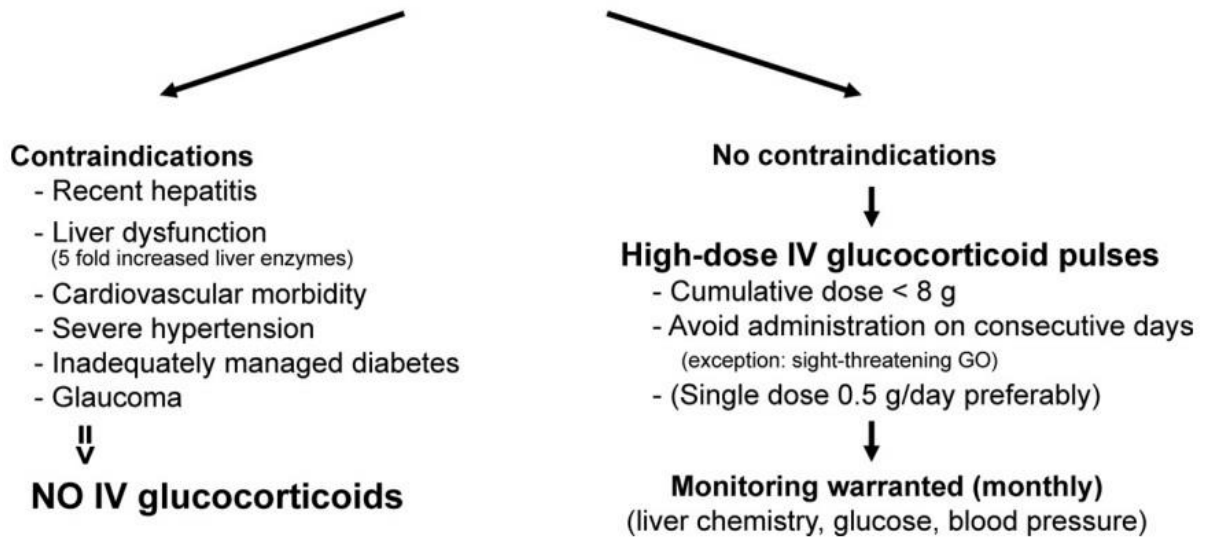 Contraindications
- Recent hepatitis
- Liver dysfunction
(5 fold increased liver enzymes)
- Cardiovascular morbidity
- Severe hypertension
- Inadequately managed diabetes
- Glaucoma
=>
NO IV glucocorticoids
No contraindications
High-dose IV glucocorticoid pulses
- Cumulative dose < 8 g
- Avoid administration on consecutive days
(exception: sight-threatening GO)
- (Single dose 0.5 g/day preferably)
Monitoring warranted (monthly)
(liver chemistry, glucose, blood pressure)